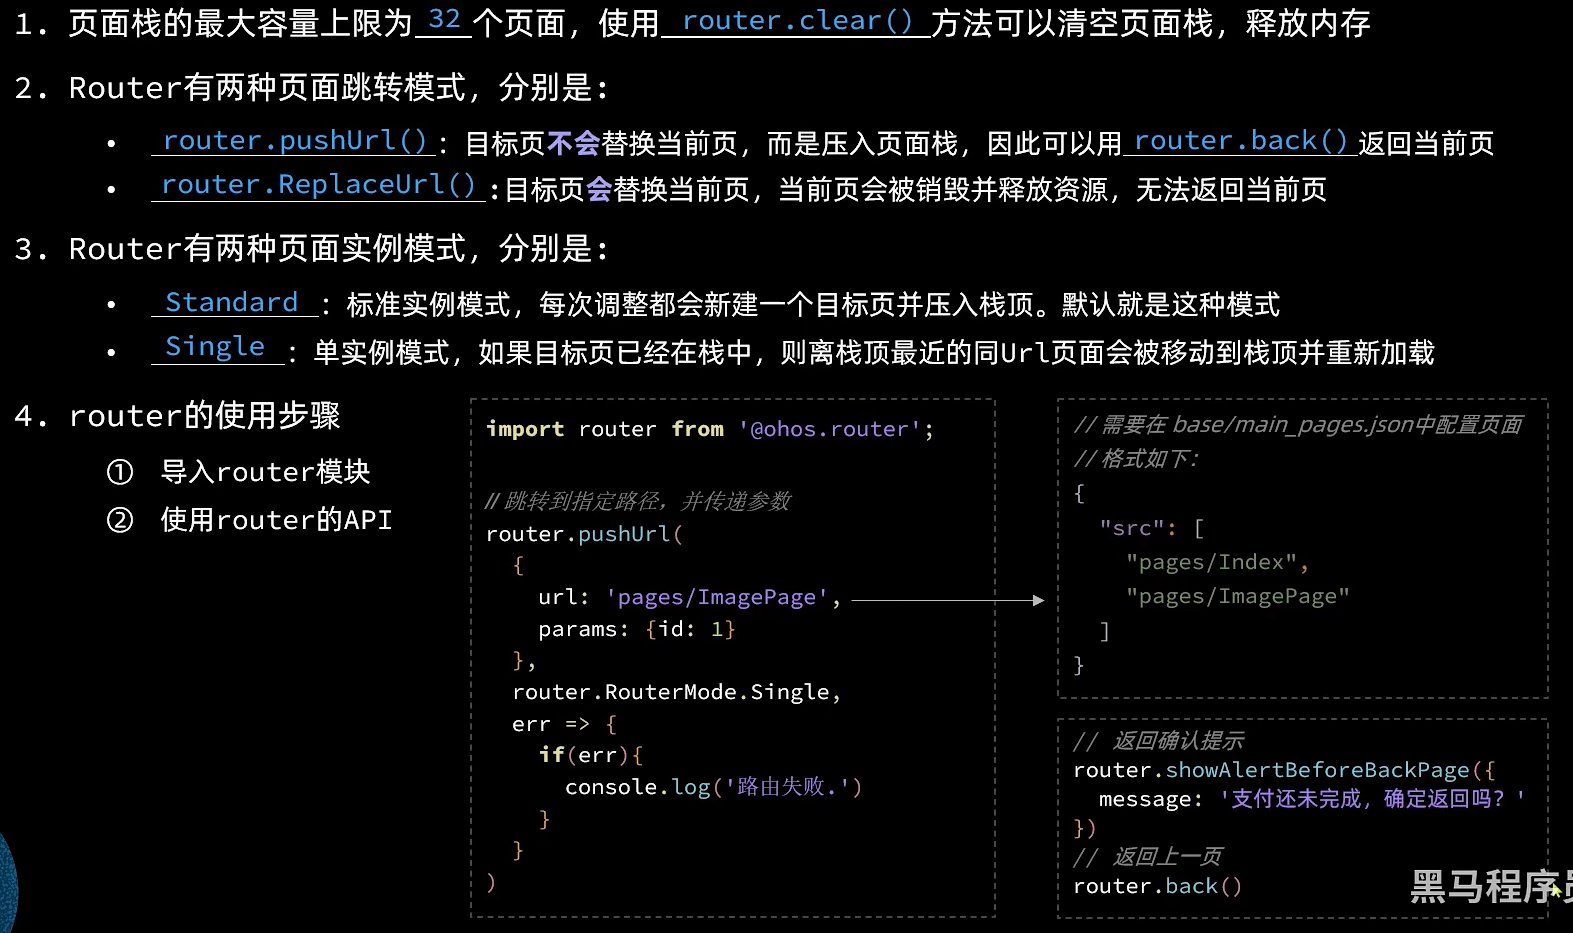 1. 页面栈的最大容量上限为 32 个页面，使用 router.clear() 方法可以清空页面栈，释放内存
2. Router有两种页面跳转模式，分别是：
• router.pushUrl()：目标页不会替换当前页，而是压入页面栈，因此可以用 router.back() 返回当前页
• router.ReplaceUrl()：目标页会替换当前页，当前页会被销毁并释放资源，无法返回当前页
3. Router有两种页面实例模式，分别是：
• Standard ：标准实例模式，每次调整都会新建一个目标页并压入栈顶。默认就是这种模式
• Single ：单实例模式，如果目标页已经在栈中，则离栈顶最近的同Url页面会被移动到栈顶并重新加载
4. router的使用步骤
① 导入router模块
② 使用router的API
import router from '@ohos.router';
// 跳转到指定路径，并传递参数
router.pushUrl(
{
url: 'pages/ImagePage',
params: {id: 1}
},
router.RouterMode.Single,
err => {
if(err){
console.log('路由失败.')
}
}
)
// 需要在 base/main_pages.json中配置页面
// 格式如下：
{
"src": [
"pages/Index",
"pages/ImagePage"
]
}
// 返回确认提示
router.showAlertBeforeBackPage({
message: '支付还未完成，确定返回吗？'
})
// 返回上一页
router.back()
黑马程序员